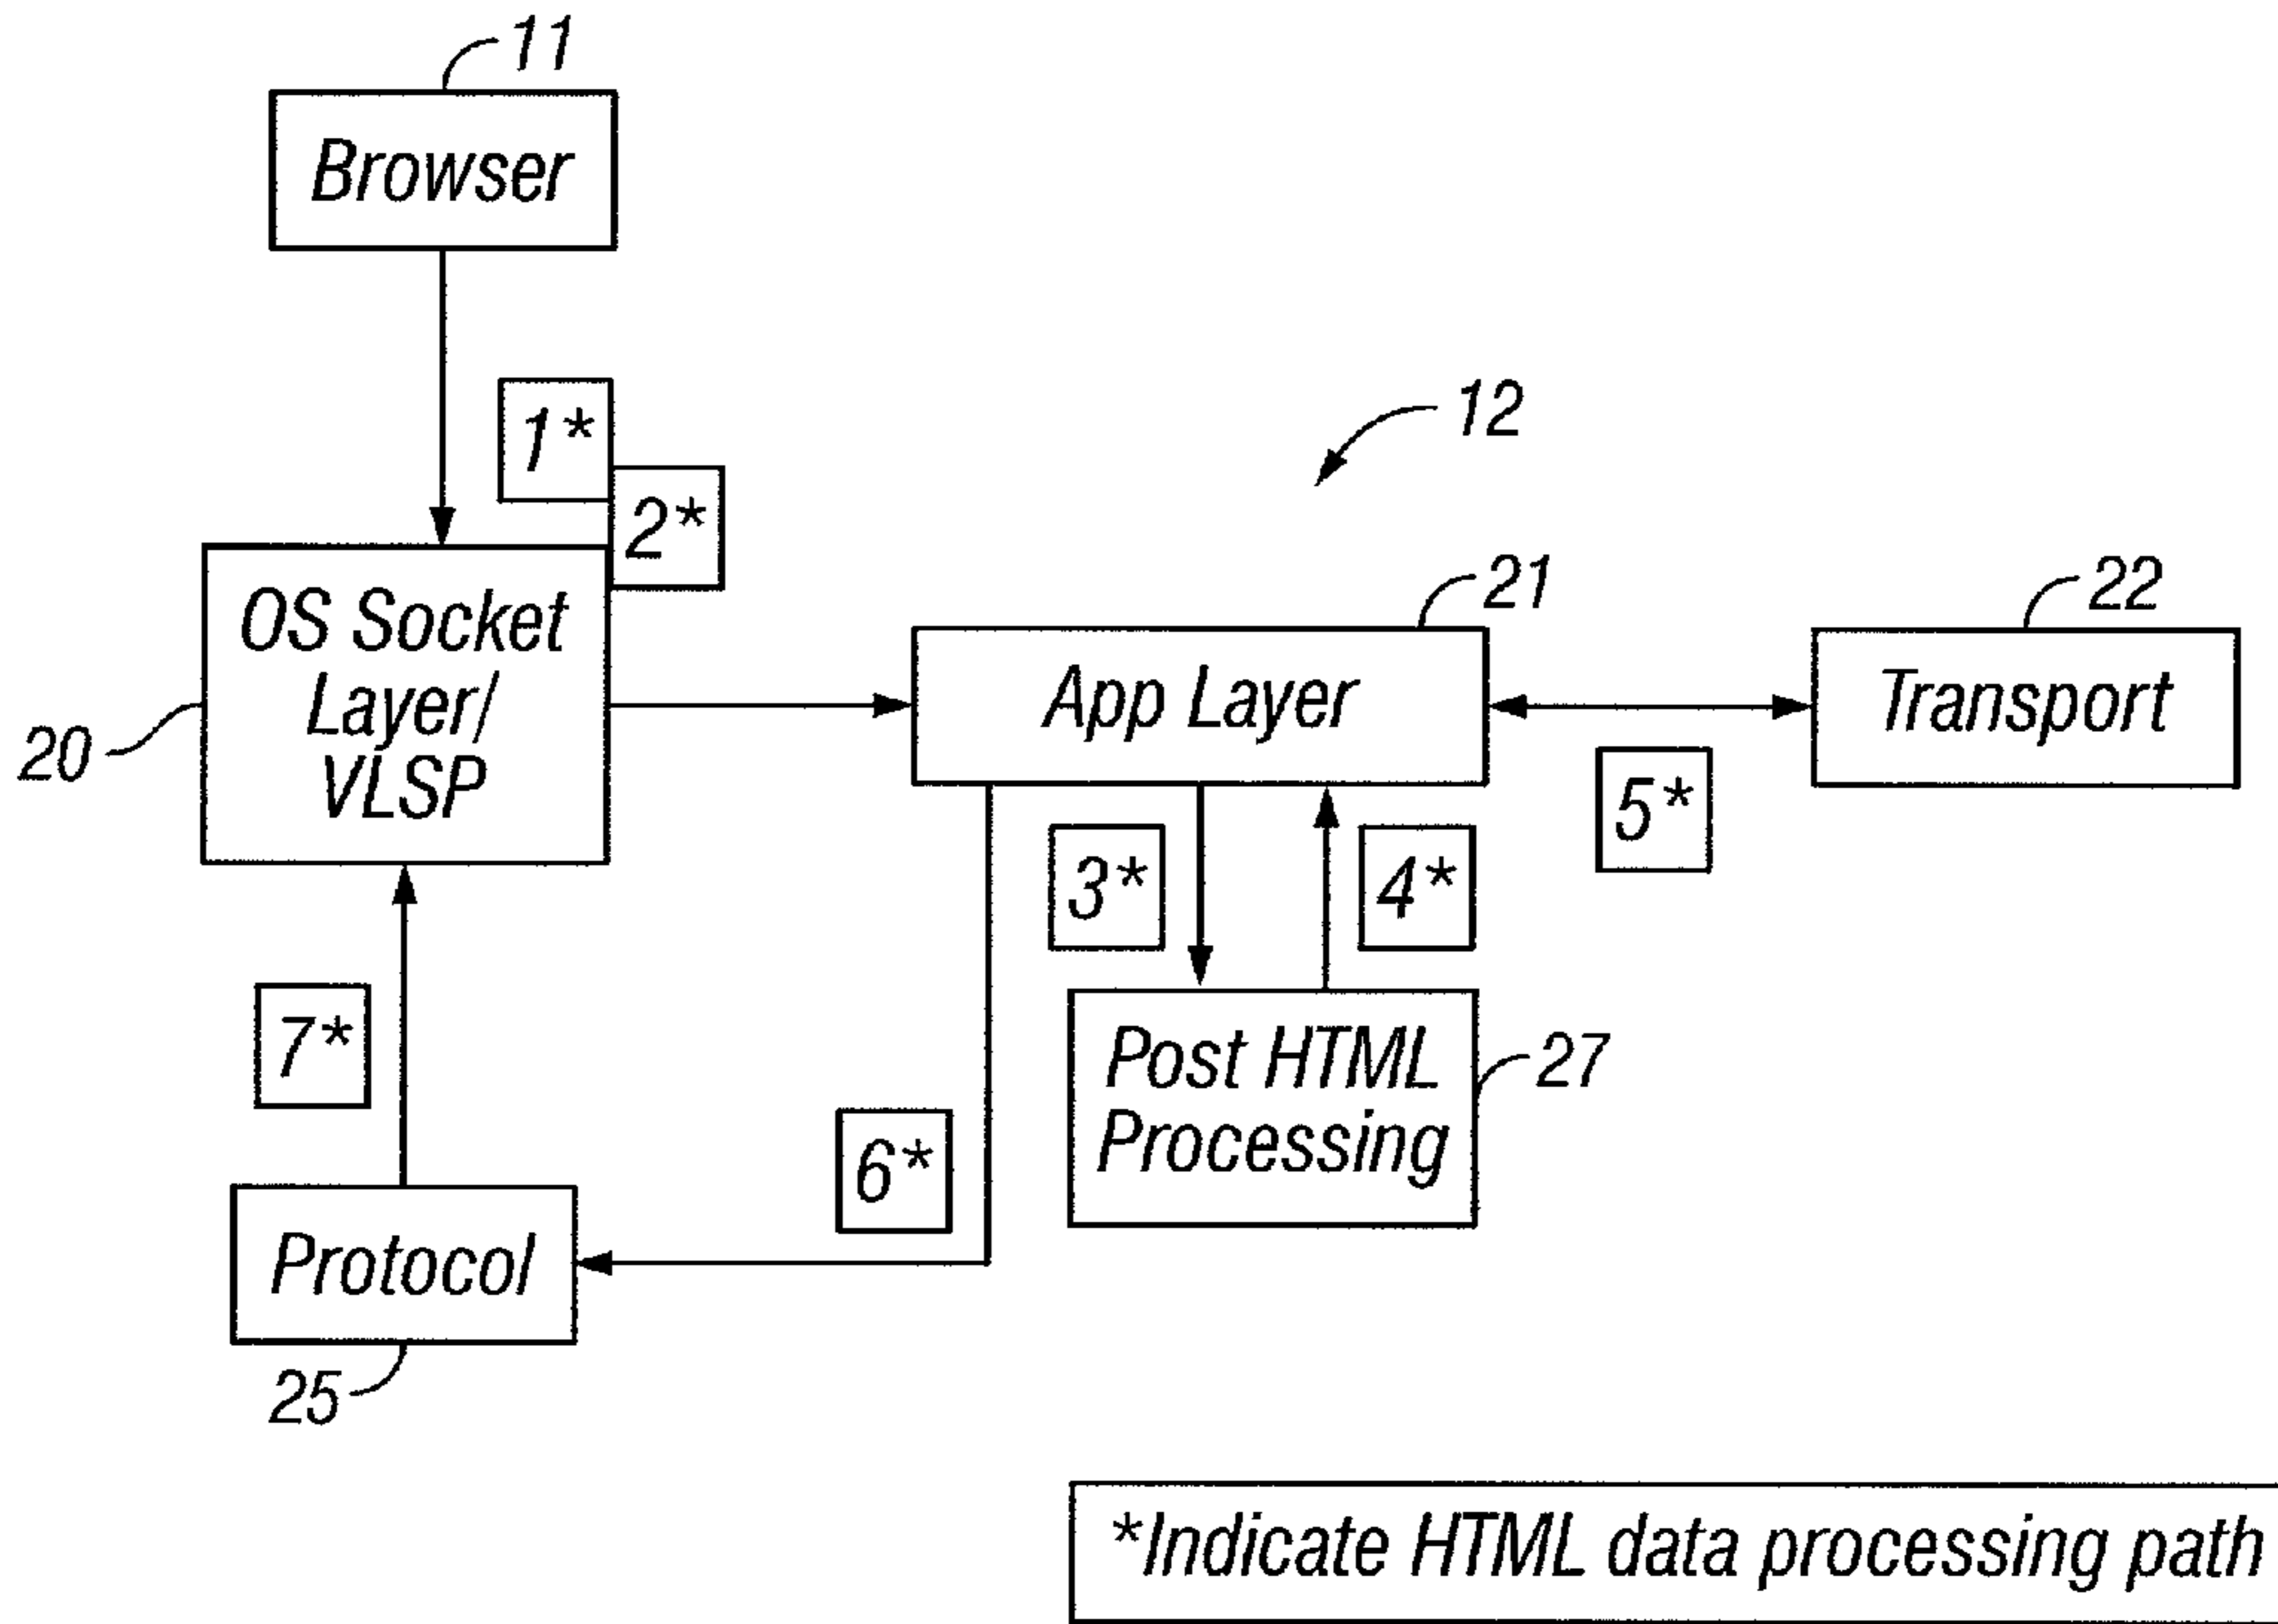 11
Browser
1*
12
2*
OS Socket
Layer/
VLSP
20
21
App Layer
22
Transport
5*
3*
4*
7*
Post HTML
Processing
27
6*
Protocol
25
*Indicate HTML data processing path